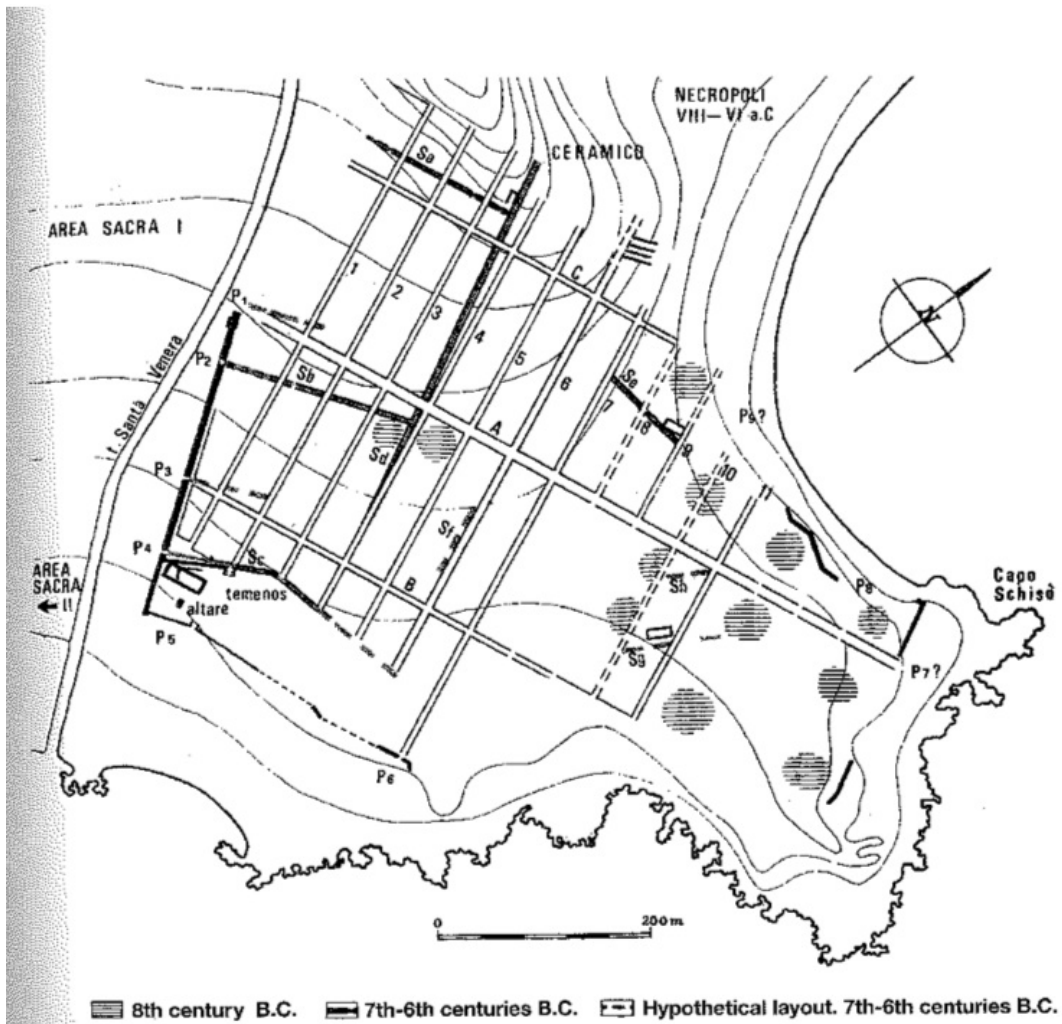 NECROPOLI
VIII–VI a.C
CERAMICO
Sa
AREA SACRA I
1
2
3
4
5
6
7
8
9
10
11
C
N
P1
P2
Sb
Se
P9?
t. Santa Venera
A
Sd
P3
Sf
P4
Sc
B
Sh
P8
Capo
Schisò
AREA
SACRA
II
temenos
altare
P5
Sg
P7?
P6
0 200m
8th century B.C. 7th-6th centuries B.C. Hypothetical layout. 7th-6th centuries B.C.